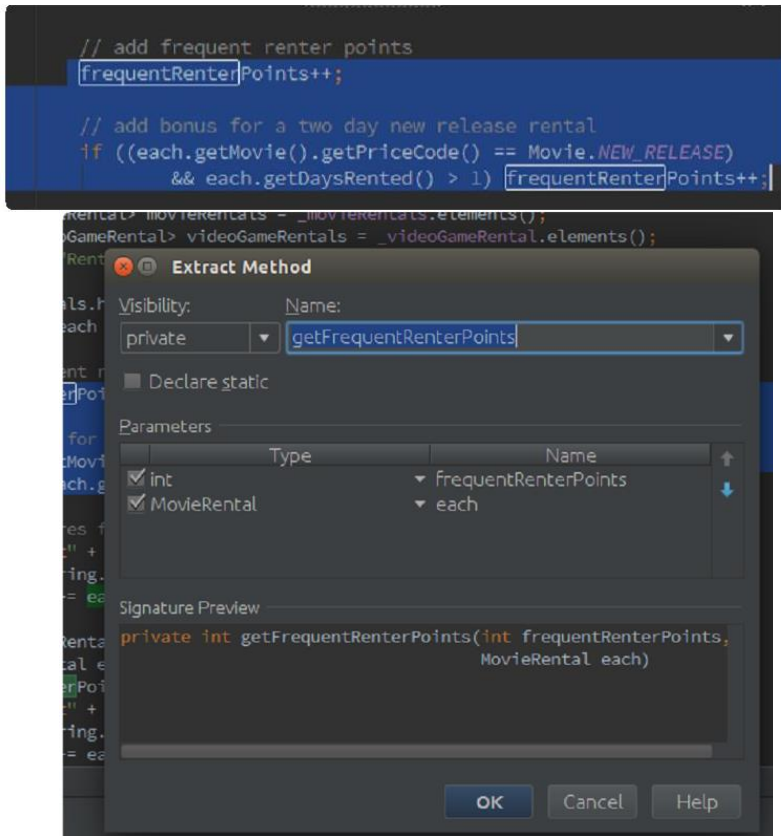 // add frequent renter points
frequentRenterPoints++;
// add bonus for a two day new release rental
if ((each.getMovie().getPriceCode() == Movie.NEW_RELEASE)
&& each.getDaysRented() > 1) frequentRenterPoints++;
movieRentals = _movieRentals.elements();
videoGameRentals = _videoGameRental.elements();
Extract Method
Visibility: Name:
private getFrequentRenterPoints
Declare static
Parameters
Type Name
int frequentRenterPoints
MovieRental each
Signature Preview
private int getFrequentRenterPoints(int frequentRenterPoints,
MovieRental each)
OK Cancel Help